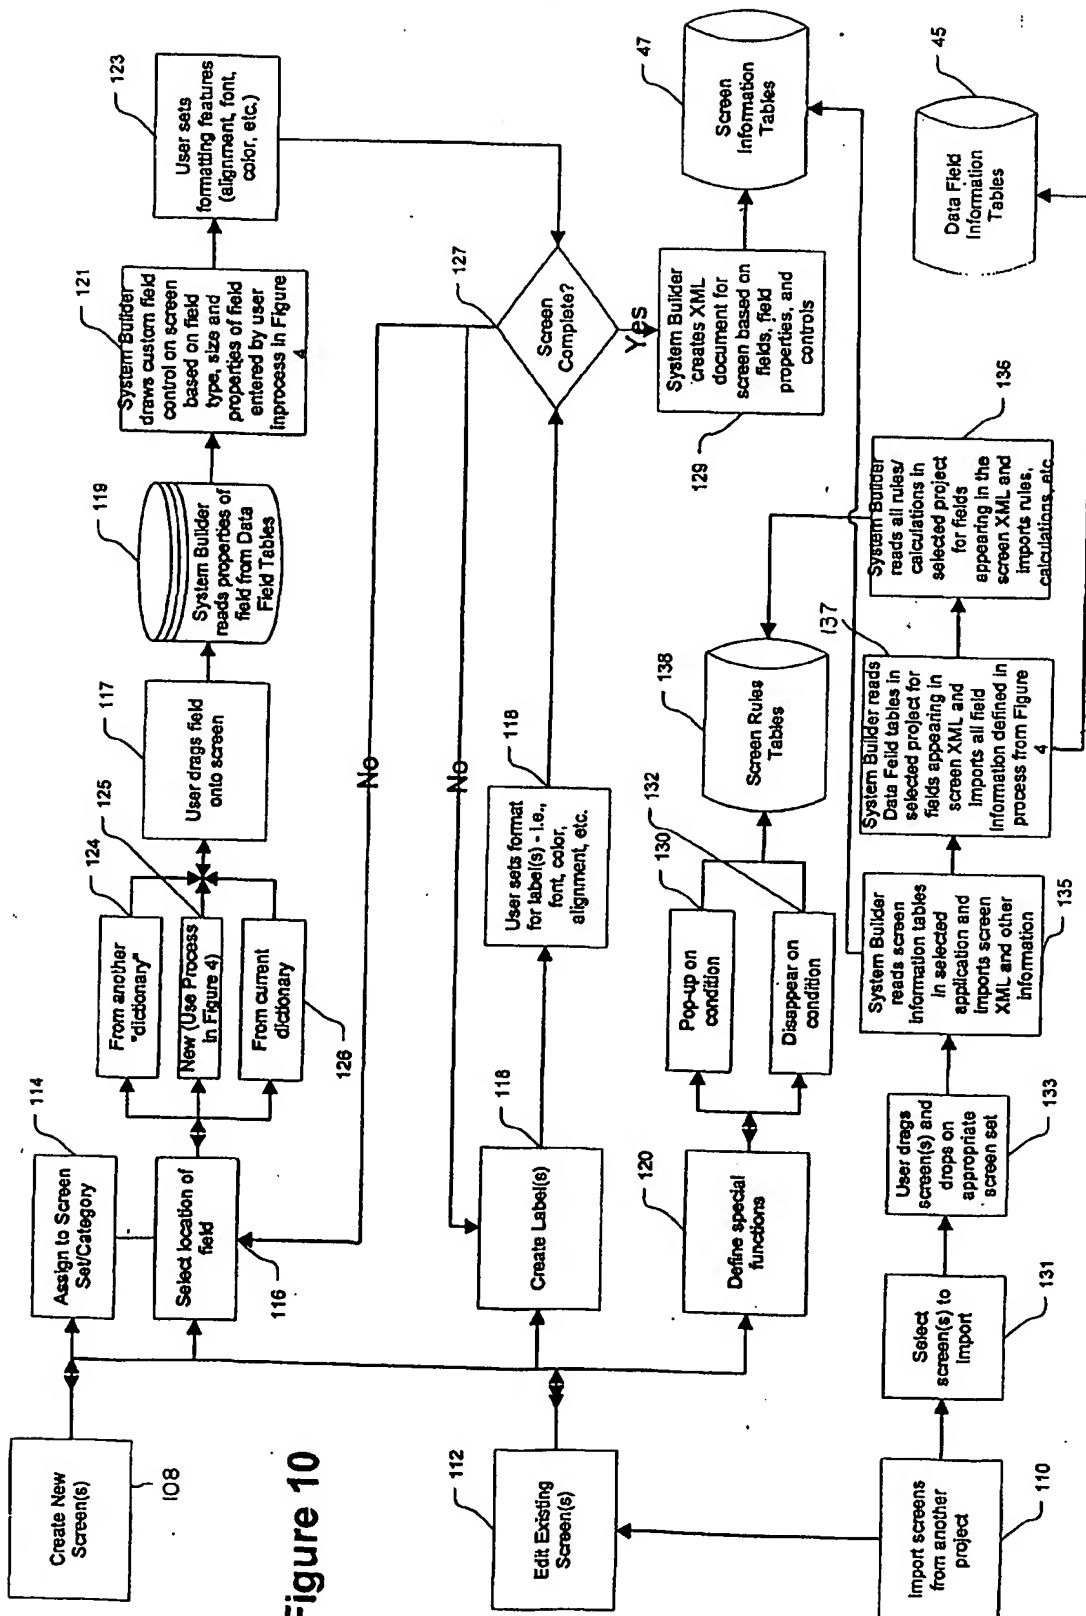 123
User sets
formatting features
(alignment, font,
color, etc.)
121
System Builder
draws custom field
control on screen
based on field
type, size and
properties of field
entered by user
inprocess in Figure
4
119
System Builder
reads properties of
field from Data
Field Tables
117
User drags field
onto screen
124
125
From another
"dictionary"
New (Use Process
in Figure 4)
From current
dictionary
126
114
Assign to Screen
Set/Category
Select location of
field
116
Create New
Screen(s)
108
47
Screen
Information
Tables
127
Screen
Complete?
Yes
System Builder
creates XML
document for
screen based on
fields, field
properties, and
controls
129
No
No
118
User sets format
for label(s) - i.e.,
font, color,
alignment, etc.
118
Create Label(s)
138
Screen Rules
Tables
132
130
Pop-up on
condition
Disappear on
condition
120
Define special
functions
112
Edit Existing
Screen(s)
45
Data Field
Information
Tables
136
System Builder
reads all rules/
calculations in
selected project
for fields
appearing in the
screen XML and
imports rules,
calculations, etc.
137
System Builder reads
Data Feild tables in
selected project for
fields appearing in
screen XML and
Imports all field
Information defined in
process from Figure
4
System Builder
reads screen
Information tables
in selected
application and
imports screen
XML and other
information
135
User drags
screen(s) and
drops on
appropriate
screen set
133
Select
screen(s) to
Import
131
Import screens
from another
project
110
Figure 10